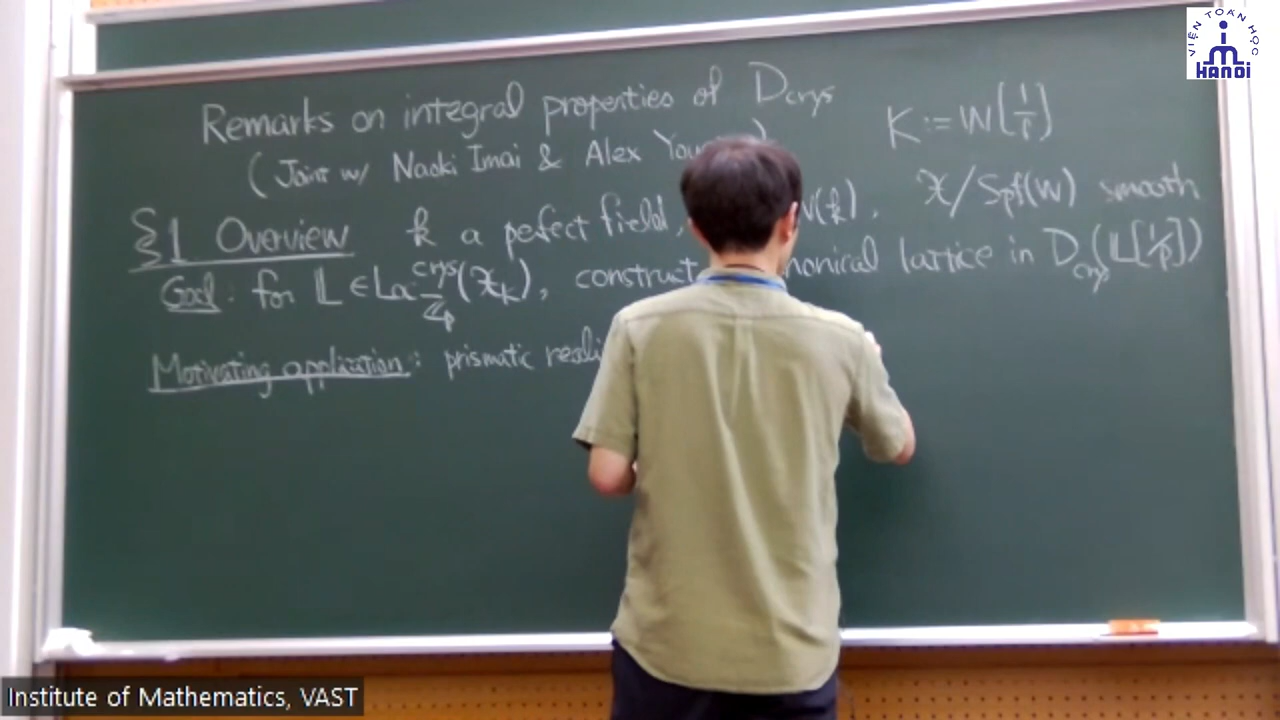 Remarks on integral properties of D_crys
(Joint w/ Naoki Imai & Alex You )
K := W[1/p]
§1 Overview k a perfect field, W(k). 𝔛/Spf(W) smooth
Goal: for 𝕃 ∈ Loc^crys_ℤp(𝔛_K), construct nonical lattice in D_crys(𝕃[1/p])
Motivating application: prismatic reali
VIỆN TOÁN HỌC
HANOI
Institute of Mathematics, VAST